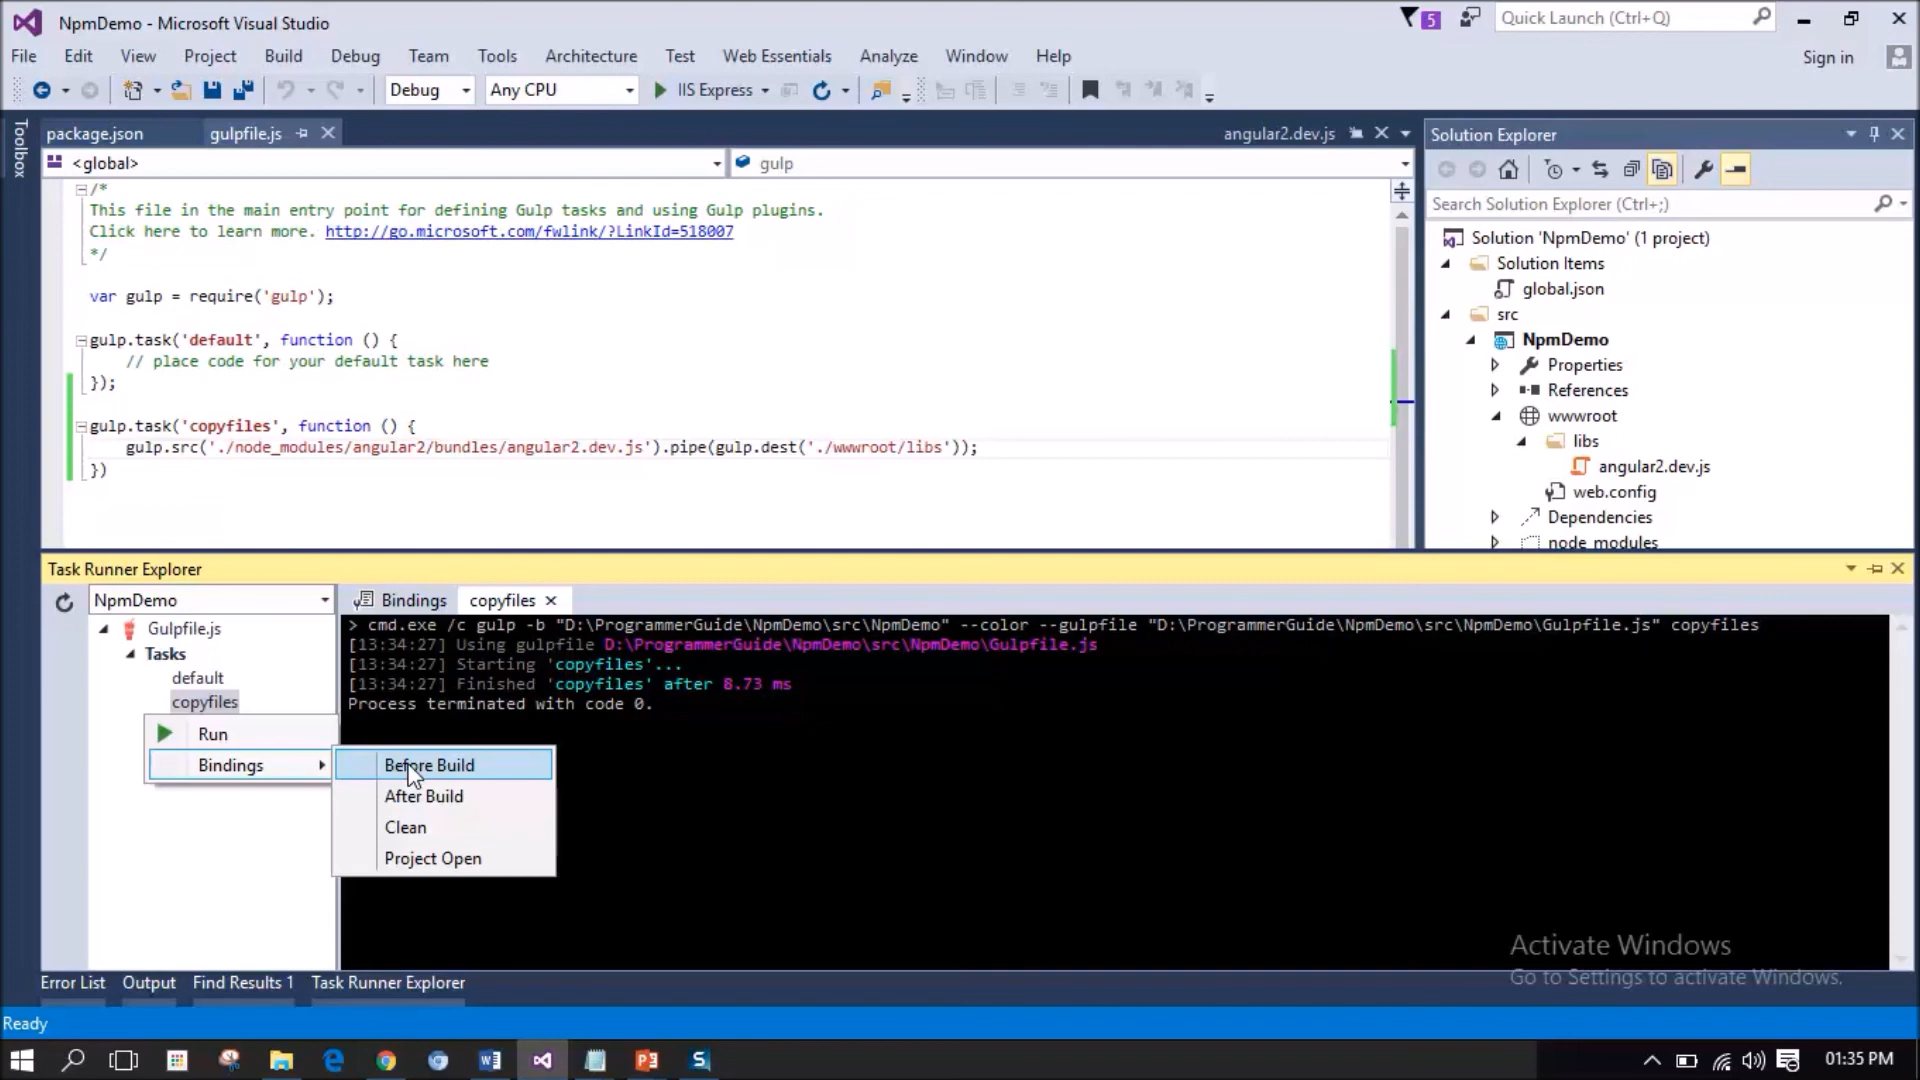 NpmDemo - Microsoft Visual Studio
5
Quick Launch (Ctrl+Q)
File Edit View Project Build Debug Team Tools Architecture Test Web Essentials Analyze Window Help
Sign in
Debug Any CPU IIS Express
Toolbox
package.json gulpfile.js angular2.dev.js
<global> gulp
/*
This file in the main entry point for defining Gulp tasks and using Gulp plugins.
Click here to learn more. http://go.microsoft.com/fwlink/?LinkId=518007
*/
var gulp = require('gulp');
gulp.task('default', function () {
// place code for your default task here
});
gulp.task('copyfiles', function () {
gulp.src('./node_modules/angular2/bundles/angular2.dev.js').pipe(gulp.dest('./wwwroot/libs'));
})
Solution Explorer
Search Solution Explorer (Ctrl+;)
Solution 'NpmDemo' (1 project)
Solution Items
global.json
src
NpmDemo
Properties
References
wwwroot
libs
angular2.dev.js
web.config
Dependencies
node_modules
Task Runner Explorer
NpmDemo
Gulpfile.js
Tasks
default
copyfiles
Run
Bindings
Before Build
After Build
Clean
Project Open
Bindings copyfiles
> cmd.exe /c gulp -b "D:\ProgrammerGuide\NpmDemo\src\NpmDemo" --color --gulpfile "D:\ProgrammerGuide\NpmDemo\src\NpmDemo\Gulpfile.js" copyfiles
[13:34:27] Using gulpfile D:\ProgrammerGuide\NpmDemo\src\NpmDemo\Gulpfile.js
[13:34:27] Starting 'copyfiles'...
[13:34:27] Finished 'copyfiles' after 8.73 ms
Process terminated with code 0.
Activate Windows
Go to Settings to activate Windows.
Error List Output Find Results 1 Task Runner Explorer
Ready
01:35 PM